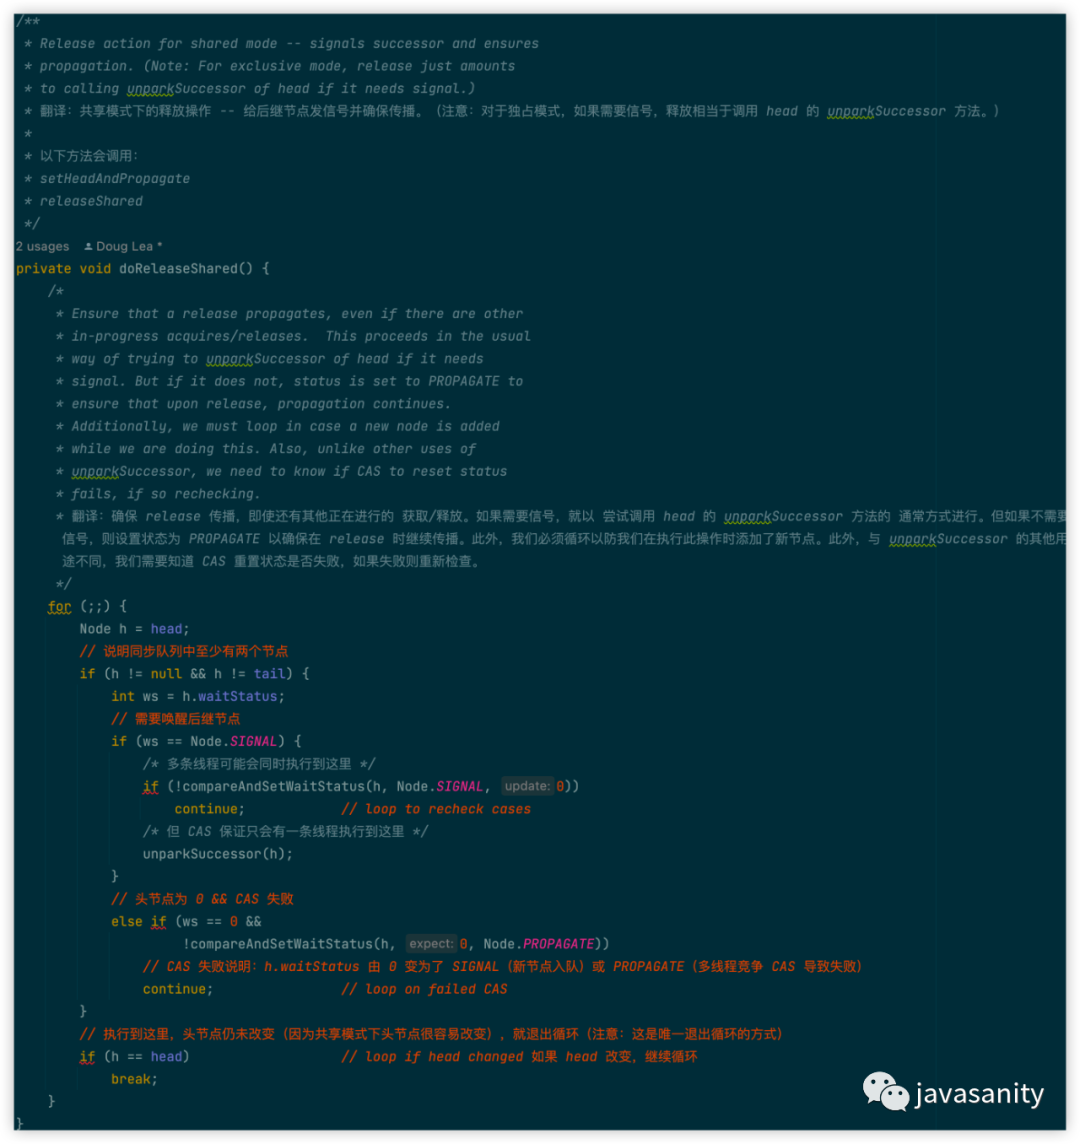 /**
 * Release action for shared mode -- signals successor and ensures
 * propagation. (Note: For exclusive mode, release just amounts
 * to calling unparkSuccessor of head if it needs signal.)
 * 翻译：共享模式下的释放操作 -- 给后继节点发信号并确保传播。（注意：对于独占模式，如果需要信号，释放相当于调用 head 的 unparkSuccessor 方法。）
 *
 * 以下方法会调用：
 * setHeadAndPropagate
 * releaseShared
 */
2 usages Doug Lea *
private void doReleaseShared() {
    /*
     * Ensure that a release propagates, even if there are other
     * in-progress acquires/releases.  This proceeds in the usual
     * way of trying to unparkSuccessor of head if it needs
     * signal. But if it does not, status is set to PROPAGATE to
     * ensure that upon release, propagation continues.
     * Additionally, we must loop in case a new node is added
     * while we are doing this. Also, unlike other uses of
     * unparkSuccessor, we need to know if CAS to reset status
     * fails, if so rechecking.
     * 翻译：确保 release 传播，即使还有其他正在进行的 获取/释放。如果需要信号，就以 尝试调用 head 的 unparkSuccessor 方法的 通常方式进行。但如果不需要
     信号，则设置状态为 PROPAGATE 以确保在 release 时继续传播。此外，我们必须循环以防我们在执行此操作时添加了新节点。此外，与 unparkSuccessor 的其他用
     途不同，我们需要知道 CAS 重置状态是否失败，如果失败则重新检查。
     */
    for (;;) {
        Node h = head;
        // 说明同步队列中至少有两个节点
        if (h != null && h != tail) {
            int ws = h.waitStatus;
            // 需要唤醒后继节点
            if (ws == Node.SIGNAL) {
                /* 多条线程可能会同时执行到这里 */
                if (!compareAndSetWaitStatus(h, Node.SIGNAL, update: 0))
                    continue;            // loop to recheck cases
                /* 但 CAS 保证只会有一条线程执行到这里 */
                unparkSuccessor(h);
            }
            // 头节点为 0 && CAS 失败
            else if (ws == 0 &&
                     !compareAndSetWaitStatus(h, expect: 0, Node.PROPAGATE))
                // CAS 失败说明：h.waitStatus 由 0 变为了 SIGNAL（新节点入队）或 PROPAGATE（多线程竞争 CAS 导致失败）
                continue;                // loop on failed CAS
        }
        // 执行到这里，头节点仍未改变（因为共享模式下头节点很容易改变），就退出循环（注意：这是唯一退出循环的方式）
        if (h == head)                   // loop if head changed 如果 head 改变，继续循环
            break;
    }
}
javasanity